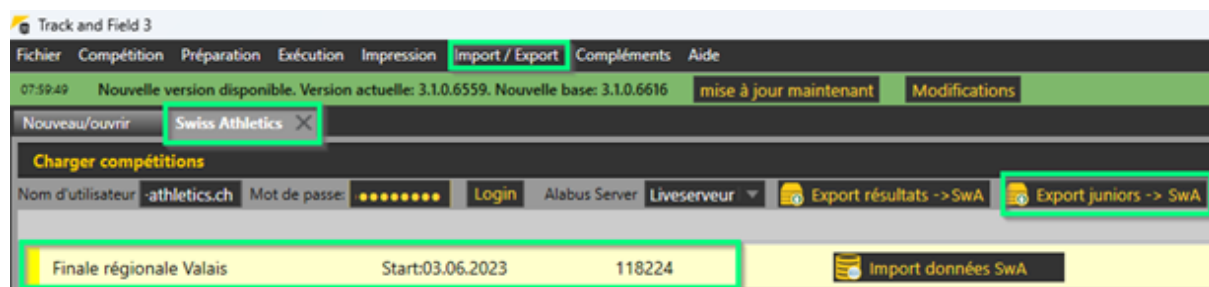 Track and Field 3
Fichier Compétition Préparation Exécution Impression Import / Export Compléments Aide
07:59:49 Nouvelle version disponible. Version actuelle: 3.1.0.6559. Nouvelle base: 3.1.0.6616 mise à jour maintenant Modifications
Nouveau/ouvrir Swiss Athletics
Charger compétitions
Nom d'utilisateur -athletics.ch Mot de passe: ●●●●●●●● Login Alabus Server Liveserveur Export résultats ->SwA Export juniors -> SwA
Finale régionale Valais Start:03.06.2023 118224 Import données SwA